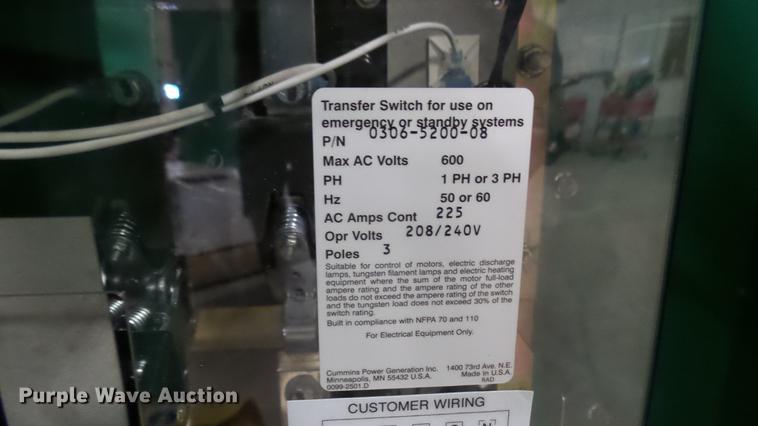 Transfer Switch for use on
emergency or standby systems
P/N 0306-5200-08
Max AC Volts 600
PH 1 PH or 3 PH
Hz 50 or 60
AC Amps Cont 225
Opr Volts 208/240V
Poles 3
Suitable for control of motors, electric discharge
lamps, tungsten filament lamps and electric heating
equipment where the sum of the motor full-load
ampere rating and the ampere rating of the other
loads do not exceed the ampere rating of the switch
and the tungsten load does not exceed 30% of the
switch rating.
Built in compliance with NFPA 70 and 110
For Electrical Equipment Only.
Cummins Power Generation Inc. 1400 73rd Ave. N.E.
Minneapolis, MN 55432 U.S.A. Made in U.S.A.
0099-2501.D RAD
CUSTOMER WIRING
Purple Wave Auction